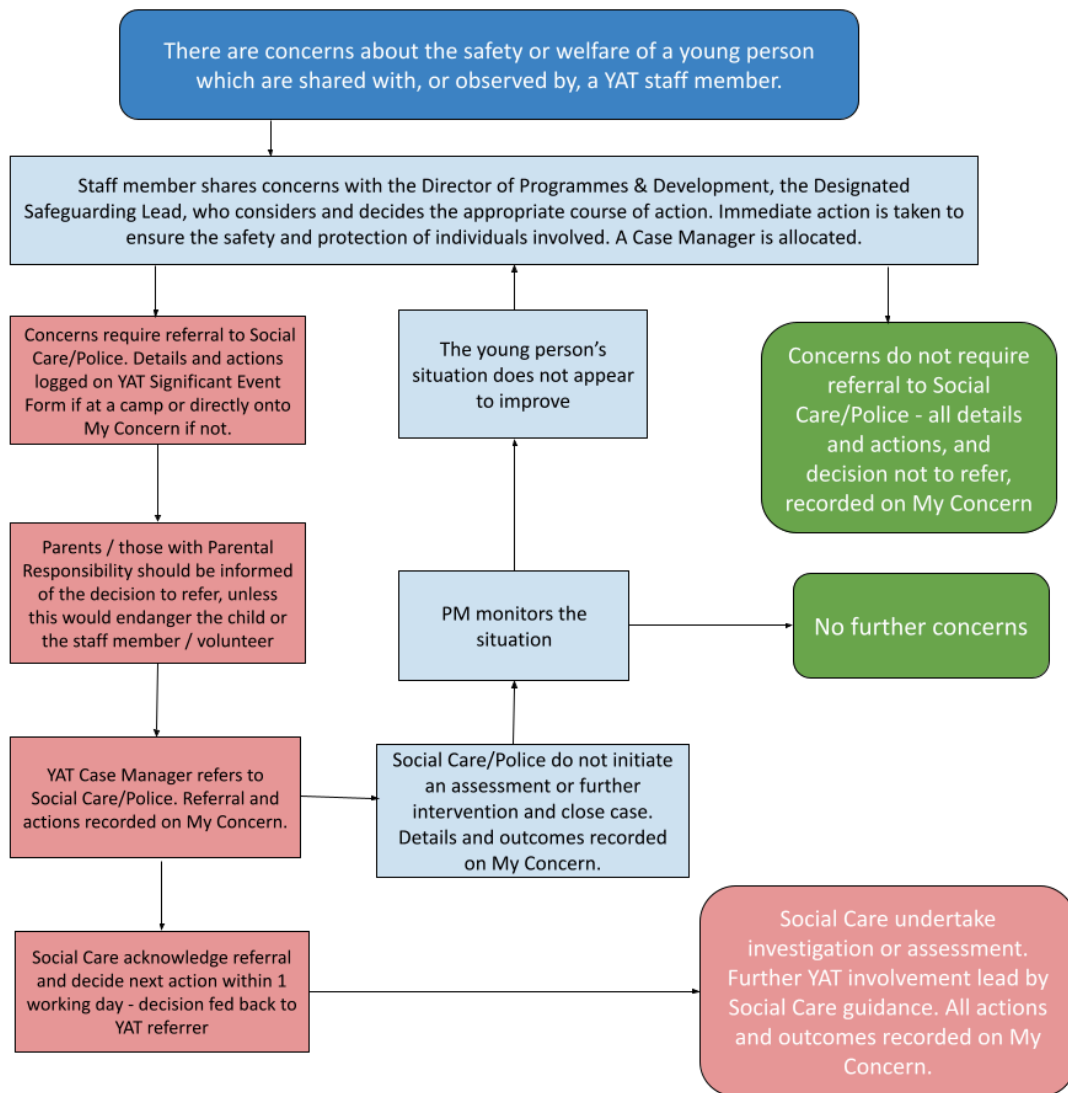 There are concerns about the safety or welfare of a young person
which are shared with, or observed by, a YAT staff member.
Staff member shares concerns with the Director of Programmes & Development, the Designated
Safeguarding Lead, who considers and decides the appropriate course of action. Immediate action is taken to
ensure the safety and protection of individuals involved. A Case Manager is allocated.
Concerns require referral to Social
Care/Police. Details and actions
logged on YAT Significant Event
Form if at a camp or directly onto
My Concern if not.
The young person's
situation does not appear
to improve
Concerns do not require
referral to Social
Care/Police - all details
and actions, and
decision not to refer,
recorded on My Concern
Parents / those with Parental
Responsibility should be informed
of the decision to refer, unless
this would endanger the child or
the staff member / volunteer
PM monitors the
situation
No further concerns
YAT Case Manager refers to
Social Care/Police. Referral and
actions recorded on My Concern.
Social Care/Police do not initiate
an assessment or further
intervention and close case.
Details and outcomes recorded
on My Concern.
Social Care acknowledge referral
and decide next action within 1
working day - decision fed back to
YAT referrer
Social Care undertake
investigation or assessment.
Further YAT involvement lead by
Social Care guidance. All actions
and outcomes recorded on My
Concern.